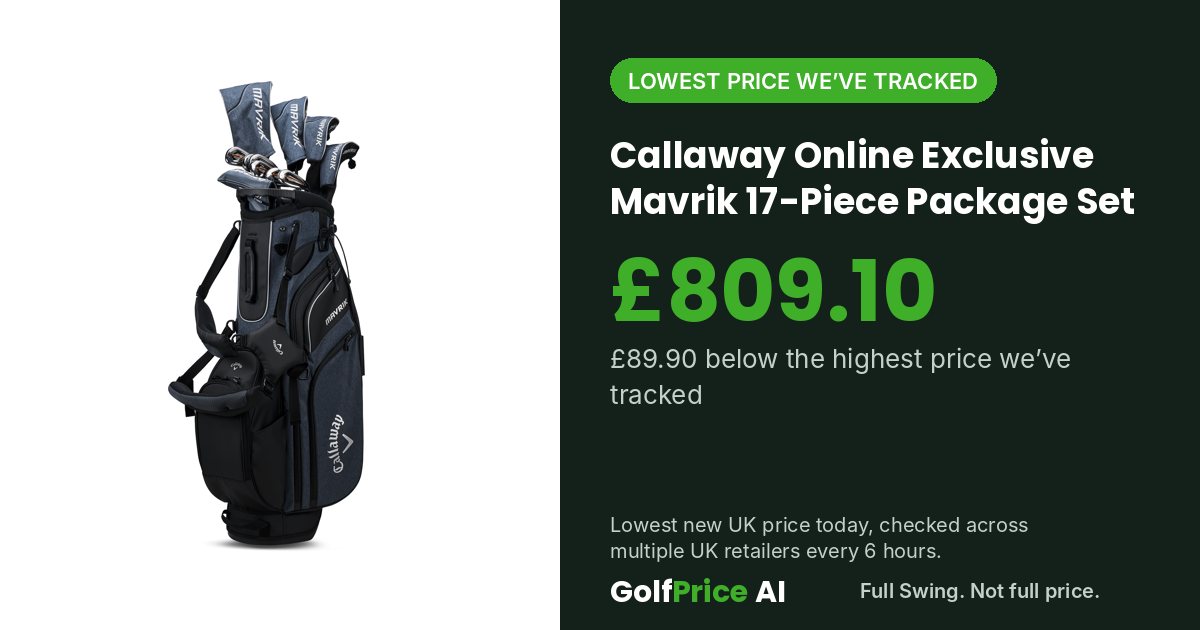 LOWEST PRICE WE’VE TRACKED
Callaway Online Exclusive
Mavrik 17-Piece Package Set
£809.10
£89.90 below the highest price we’ve
tracked
Lowest new UK price today, checked across
multiple UK retailers every 6 hours.
GolfPrice AI
Full Swing. Not full price.
MAVRIK
MAVRIK
MAVRIK
MAVRIK
MAVRIK
Callaway